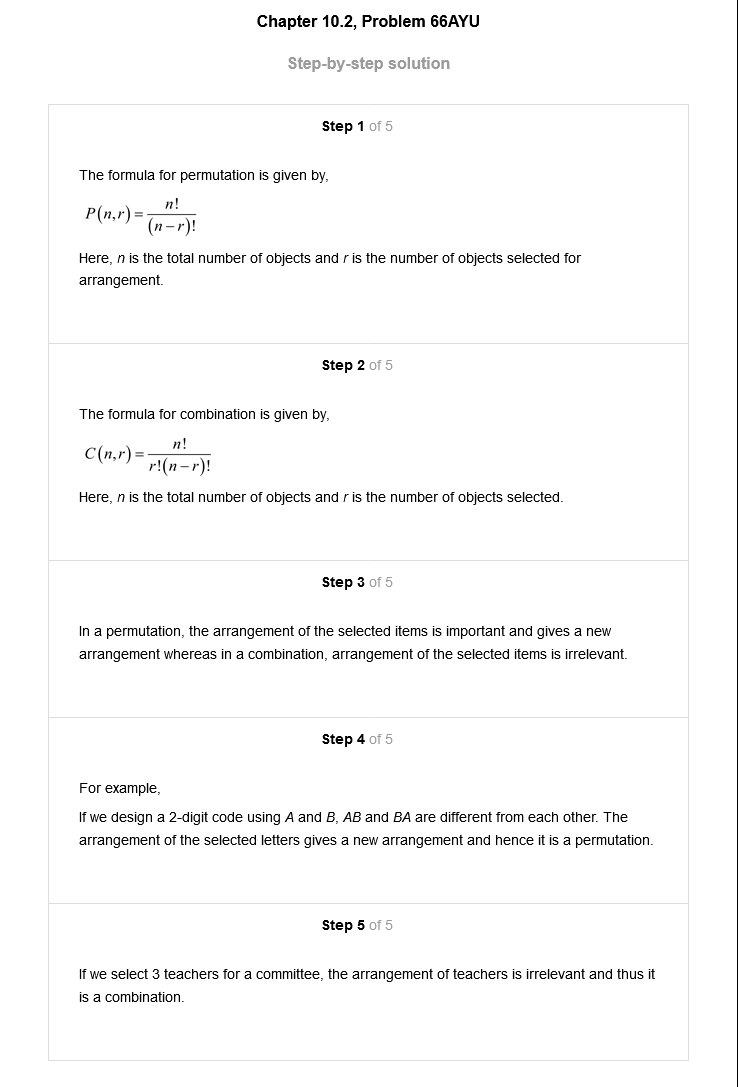 Chapter 10.2, Problem 66AYU
Step-by-step solution
Step 1 of 5
The formula for permutation is given by,
P(n,r) = n!/(n−r)!
Here, n is the total number of objects and r is the number of objects selected for
arrangement.
Step 2 of 5
The formula for combination is given by,
C(n,r) = n!/r!(n−r)!
Here, n is the total number of objects and r is the number of objects selected.
Step 3 of 5
In a permutation, the arrangement of the selected items is important and gives a new
arrangement whereas in a combination, arrangement of the selected items is irrelevant.
Step 4 of 5
For example,
If we design a 2-digit code using A and B, AB and BA are different from each other. The
arrangement of the selected letters gives a new arrangement and hence it is a permutation.
Step 5 of 5
If we select 3 teachers for a committee, the arrangement of teachers is irrelevant and thus it
is a combination.